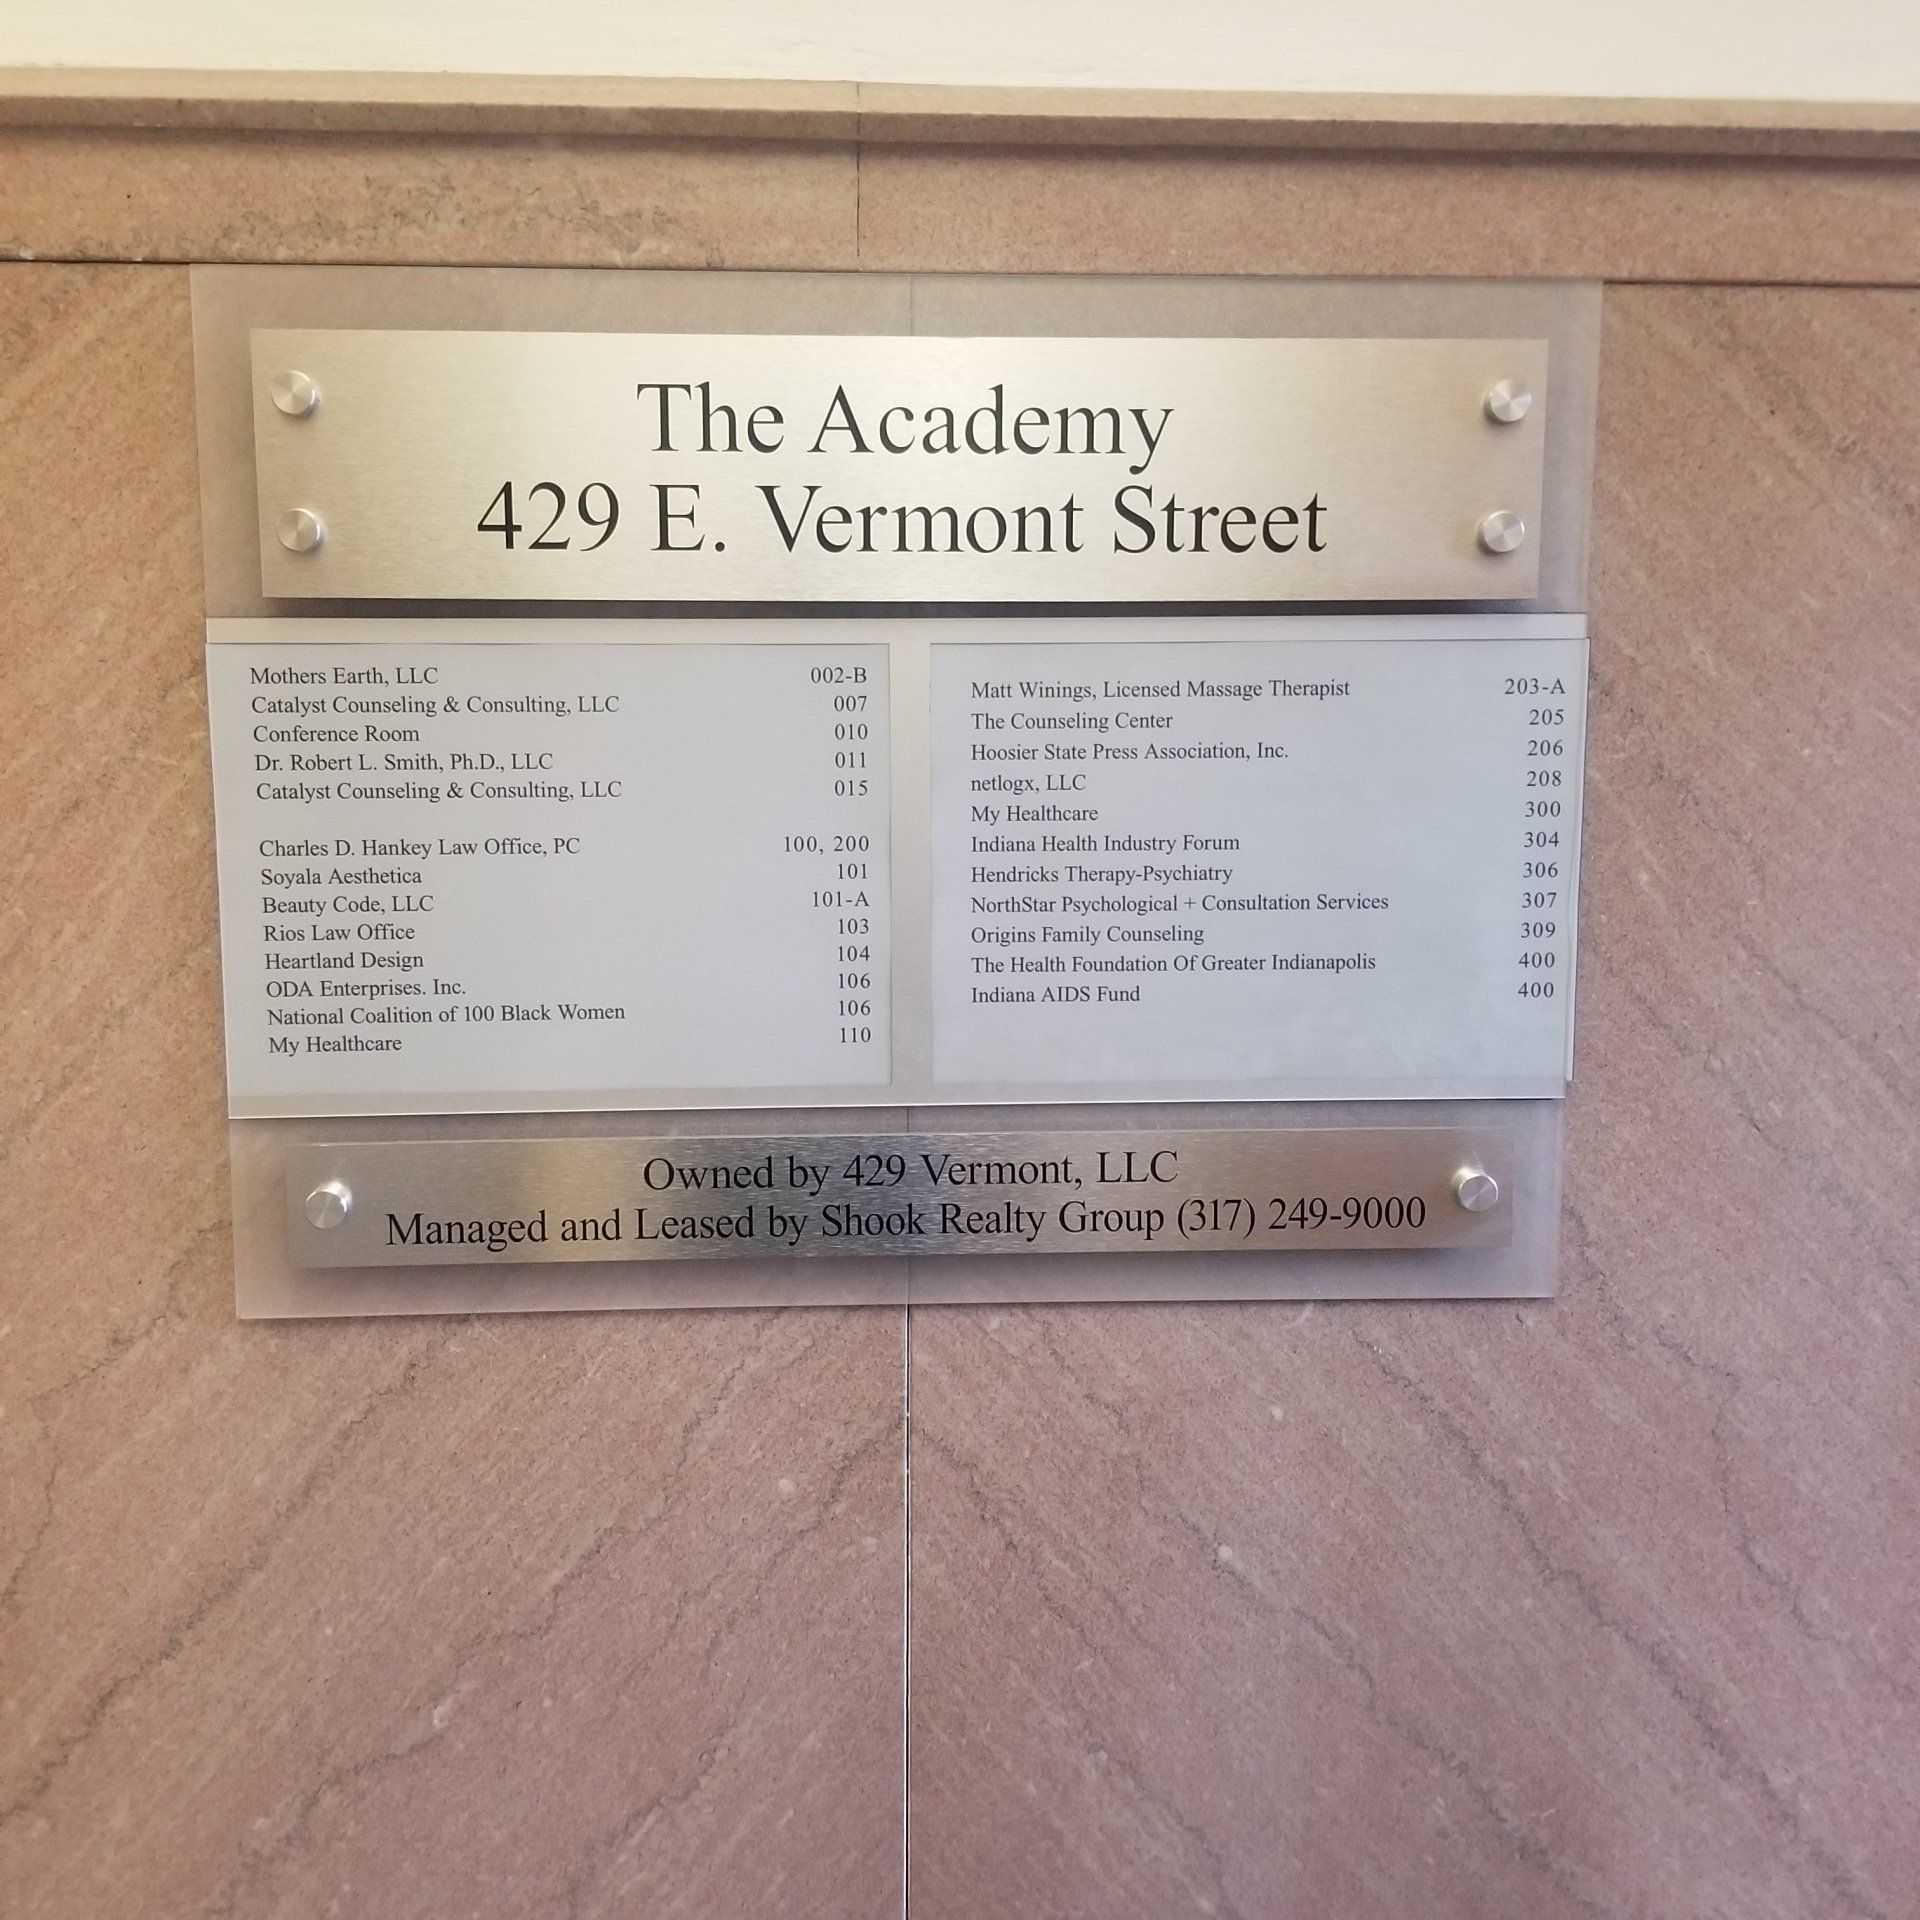 The Academy
429 E. Vermont Street
Mothers Earth, LLC 002-B
Catalyst Counseling & Consulting, LLC 007
Conference Room 010
Dr. Robert L. Smith, Ph.D., LLC 011
Catalyst Counseling & Consulting, LLC 015
Charles D. Hankey Law Office, PC 100, 200
Soyala Aesthetica 101
Beauty Code, LLC 101-A
Rios Law Office 103
Heartland Design 104
ODA Enterprises. Inc. 106
National Coalition of 100 Black Women 106
My Healthcare 110
Matt Winings, Licensed Massage Therapist 203-A
The Counseling Center 205
Hoosier State Press Association, Inc. 206
netlogx, LLC 208
My Healthcare 300
Indiana Health Industry Forum 304
Hendricks Therapy-Psychiatry 306
NorthStar Psychological + Consultation Services 307
Origins Family Counseling 309
The Health Foundation Of Greater Indianapolis 400
Indiana AIDS Fund 400
Owned by 429 Vermont, LLC
Managed and Leased by Shook Realty Group (317) 249-9000